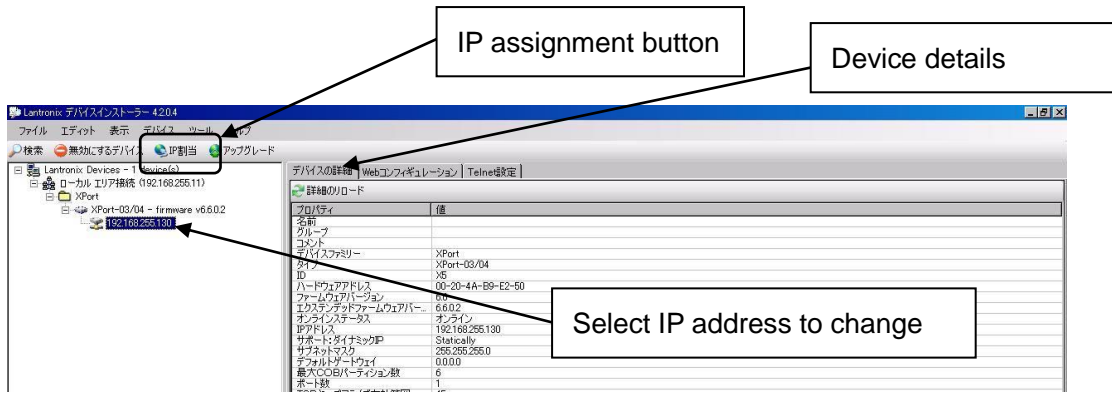 IP assignment button
Device details
Lantronix デバイスインストーラー 4.2.0.4
ファイル エディット 表示 デバイス ツール ヘルプ
検索 無効にするデバイス IP割当 アップグレード
Lantronix Devices - 1 device(s)
ローカル エリア接続 (192.168.255.11)
XPort
XPort-03/04 - firmware v6.6.0.2
192.168.255.130
デバイスの詳細 Webコンフィギュレーション Telnet設定
詳細のリロード
プロパティ 値
名前
グループ
コメント
デバイスファミリー XPort
タイプ XPort-03/04
ID X5
ハードウェアアドレス 00-20-4A-B9-E2-50
ファームウェアバージョン 6.6
エクステンデッドファームウェアバー... 6.6.0.2
オンラインステータス オンライン
IPアドレス 192.168.255.130
サポート:ダイナミックIP Statically
サブネットマスク 255.255.255.0
デフォルトゲートウェイ 0.0.0.0
最大COBパーティション数 6
ポート数 1
Select IP address to change